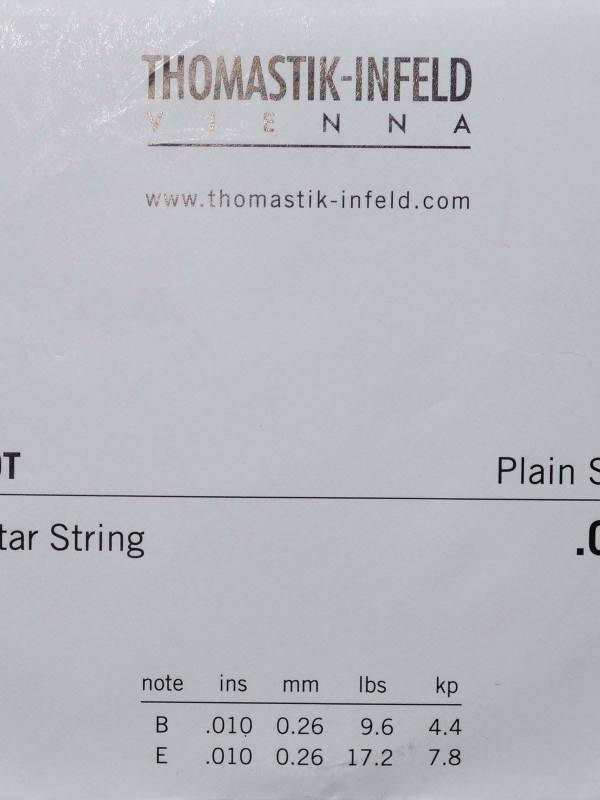 THOMASTIK-INFELD
VIENNA
www.thomastik-infeld.com
Plain
String
note ins mm lbs kp
B .010 0.26 9.6 4.4
E .010 0.26 17.2 7.8